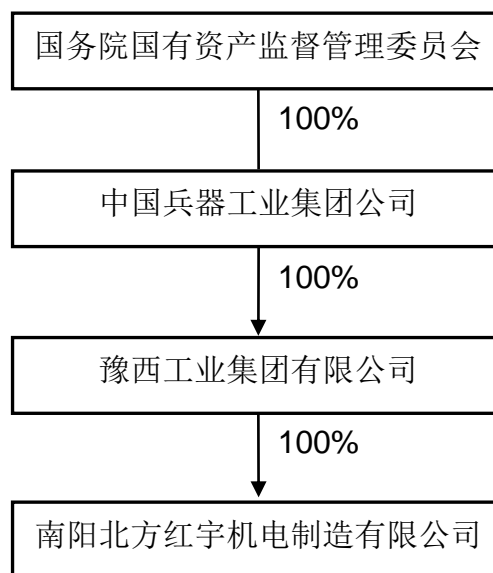 国务院国有资产监督管理委员会
100%
中国兵器工业集团公司
100%
豫西工业集团有限公司
100%
南阳北方红宇机电制造有限公司